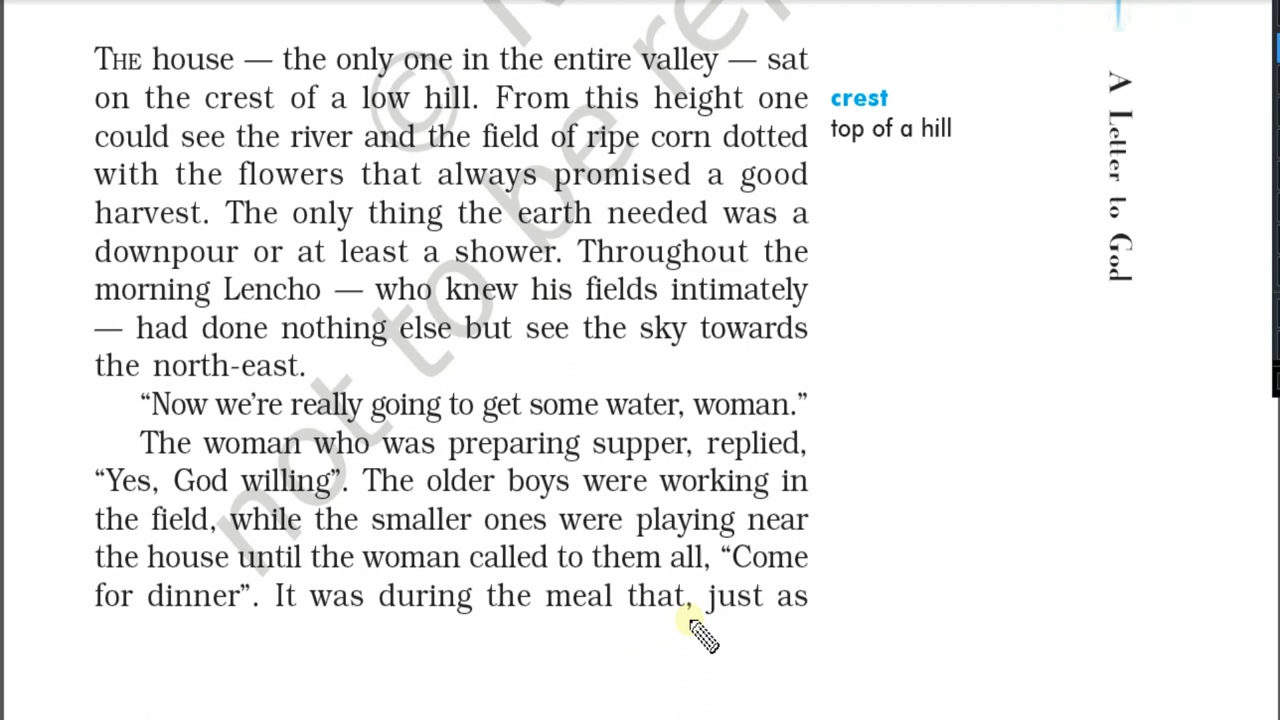 THE house — the only one in the entire valley — sat
on the crest of a low hill. From this height one
could see the river and the field of ripe corn dotted
with the flowers that always promised a good
harvest. The only thing the earth needed was a
downpour or at least a shower. Throughout the
morning Lencho — who knew his fields intimately
— had done nothing else but see the sky towards
the north-east.
“Now we’re really going to get some water, woman.”
The woman who was preparing supper, replied,
“Yes, God willing”. The older boys were working in
the field, while the smaller ones were playing near
the house until the woman called to them all, “Come
for dinner”. It was during the meal that, just as
crest
top of a hill
A Letter to God
©
not to be re